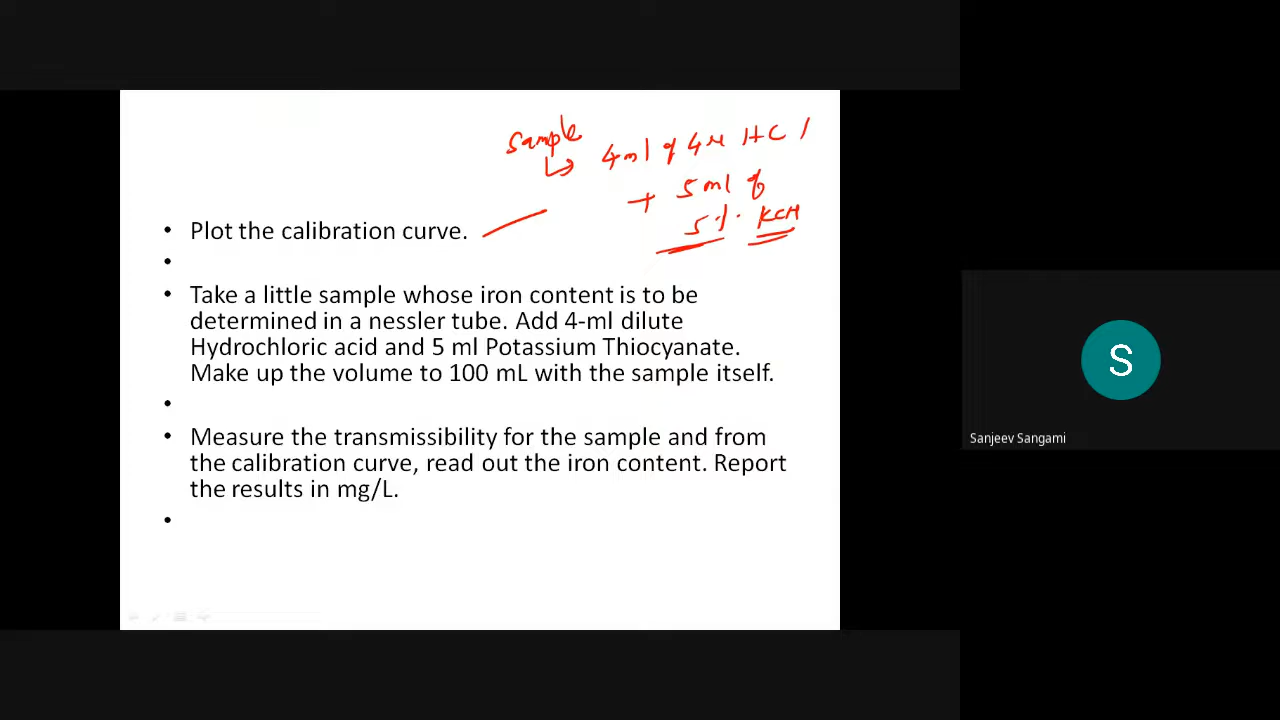 sample
4ml of 4M HCl
+ 5 ml of
5%
• Plot the calibration curve.
•
• Take a little sample whose iron content is to be
determined in a nessler tube. Add 4-ml dilute
Hydrochloric acid and 5 ml Potassium Thiocyanate.
Make up the volume to 100 mL with the sample itself.
•
• Measure the transmissibility for the sample and from
the calibration curve, read out the iron content. Report
the results in mg/L.
•
S
Sanjeev Sangami